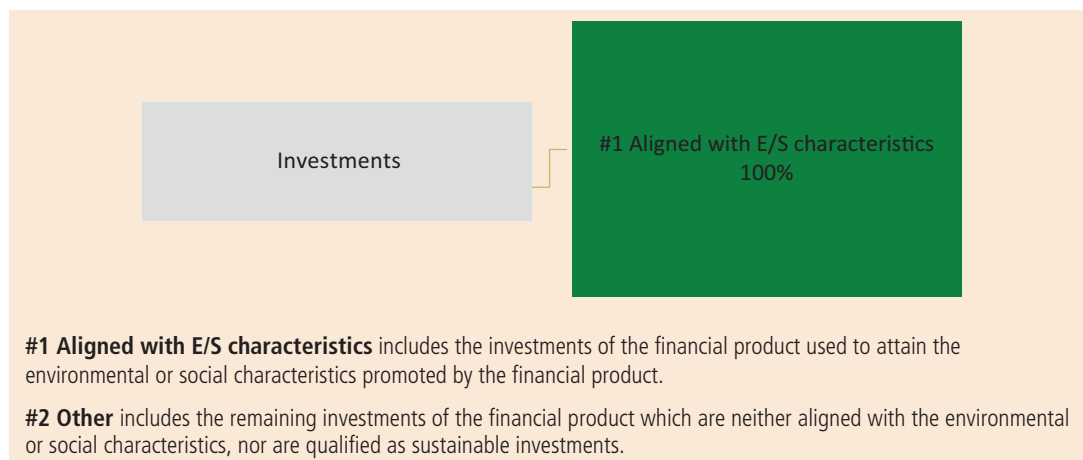 Investments
#1 Aligned with E/S characteristics
100%
#1 Aligned with E/S characteristics includes the investments of the financial product used to attain the
environmental or social characteristics promoted by the financial product.
#2 Other includes the remaining investments of the financial product which are neither aligned with the environmental
or social characteristics, nor are qualified as sustainable investments.